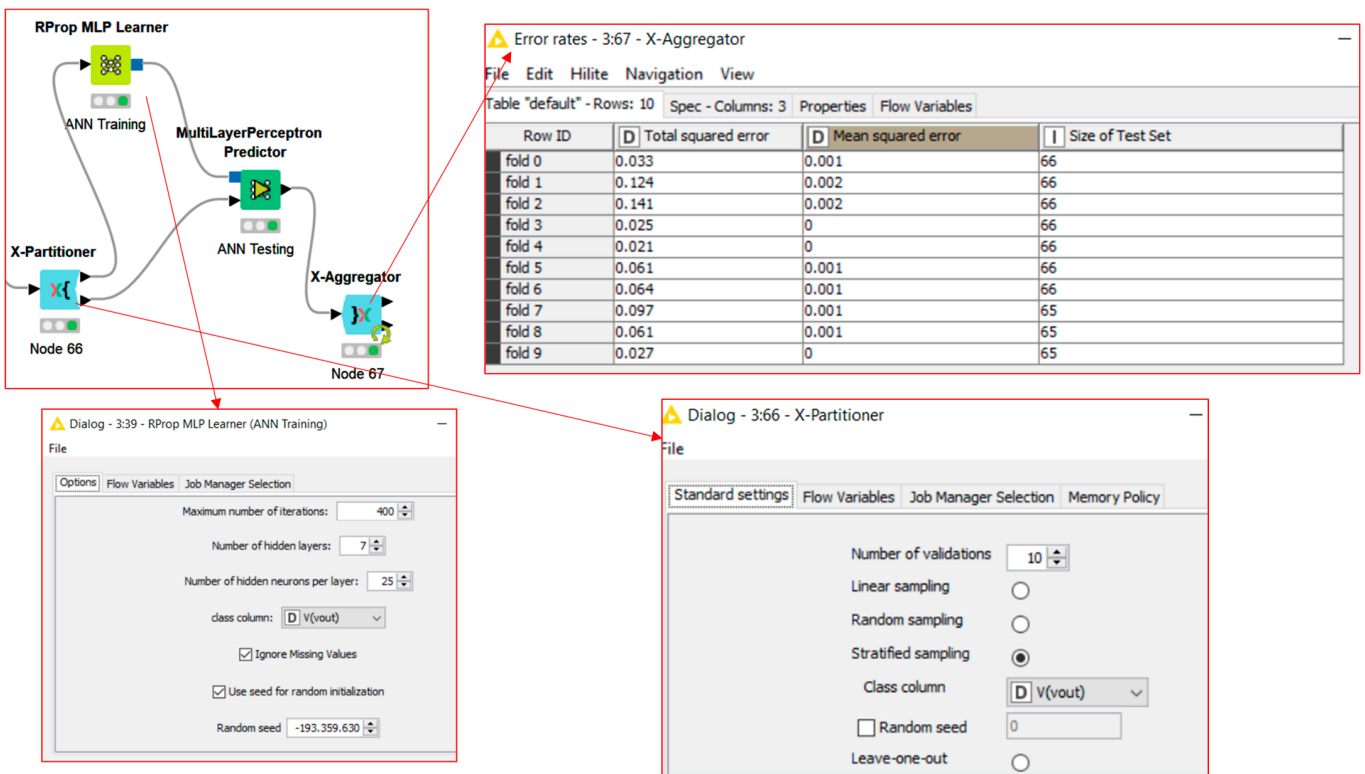 RProp MLP Learner
ANN Training
MultiLayerPerceptron
Predictor
ANN Testing
X-Partitioner
X{
Node 66
X-Aggregator
}X
Node 67
Error rates - 3:67 - X-Aggregator
File Edit Hilite Navigation View
Table "default" - Rows: 10 Spec - Columns: 3 Properties Flow Variables
Row ID D Total squared error D Mean squared error I Size of Test Set
fold 0 0.033 0.001 66
fold 1 0.124 0.002 66
fold 2 0.141 0.002 66
fold 3 0.025 0 66
fold 4 0.021 0 66
fold 5 0.061 0.001 66
fold 6 0.064 0.001 66
fold 7 0.097 0.001 65
fold 8 0.061 0.001 65
fold 9 0.027 0 65
Dialog - 3:39 - RProp MLP Learner (ANN Training)
File
Options Flow Variables Job Manager Selection
Maximum number of iterations: 400
Number of hidden layers: 7
Number of hidden neurons per layer: 25
class column: D V(vout)
Ignore Missing Values
Use seed for random initialization
Random seed -193.359.630
Dialog - 3:66 - X-Partitioner
File
Standard settings Flow Variables Job Manager Selection Memory Policy
Number of validations 10
Linear sampling
Random sampling
Stratified sampling
Class column D V(vout)
Random seed 0
Leave-one-out